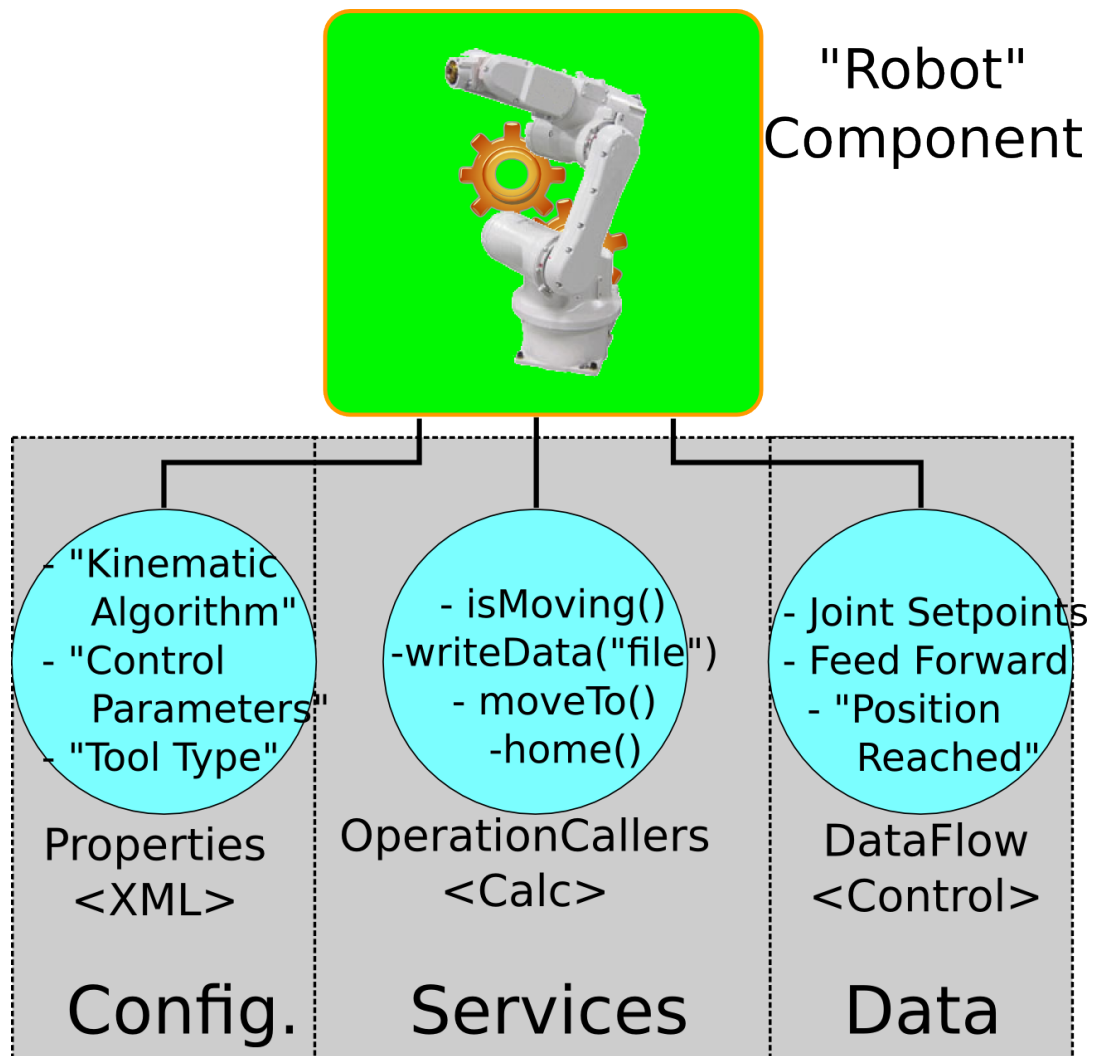 "Robot"
Component
- "Kinematic
Algorithm"
- "Control
Parameters"
- "Tool Type"
Properties
<XML>
Config.
- isMoving()
-writeData("file")
- moveTo()
-home()
OperationCallers
<Calc>
Services
- Joint Setpoints
- Feed Forward
- "Position
Reached"
DataFlow
<Control>
Data